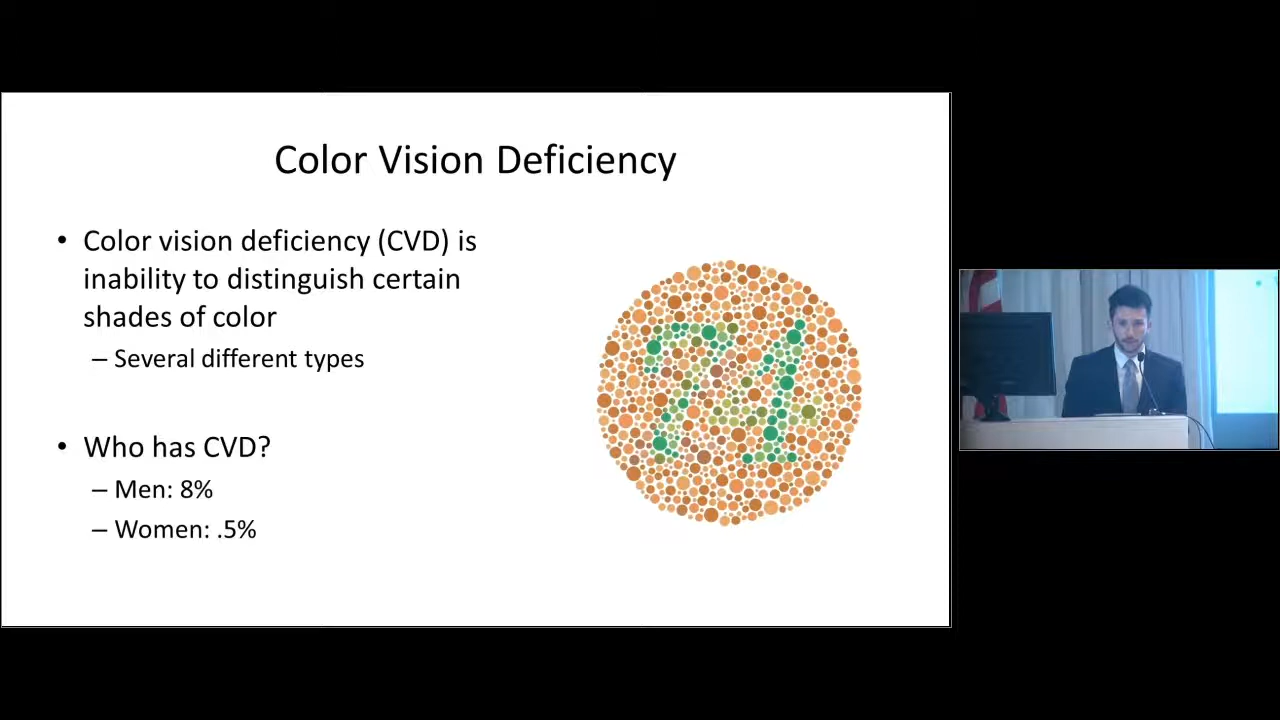 Color Vision Deficiency
• Color vision deficiency (CVD) is
inability to distinguish certain
shades of color
– Several different types
• Who has CVD?
– Men: 8%
– Women: .5%
74